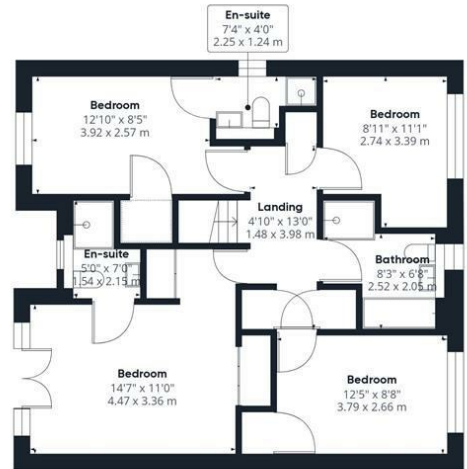 En-suite
7'4" x 4'0"
2.25 x 1.24 m
Bedroom
12'10" x 8'5"
3.92 x 2.57 m
Bedroom
8'11" x 11'1"
2.74 x 3.39 m
Landing
4'10" x 13'0"
1.48 x 3.98 m
En-suite
5'0" x 7'0"
1.54 x 2.15 m
Bathroom
8'3" x 6'8"
2.52 x 2.05 m
Bedroom
14'7" x 11'0"
4.47 x 3.36 m
Bedroom
12'5" x 8'8"
3.79 x 2.66 m